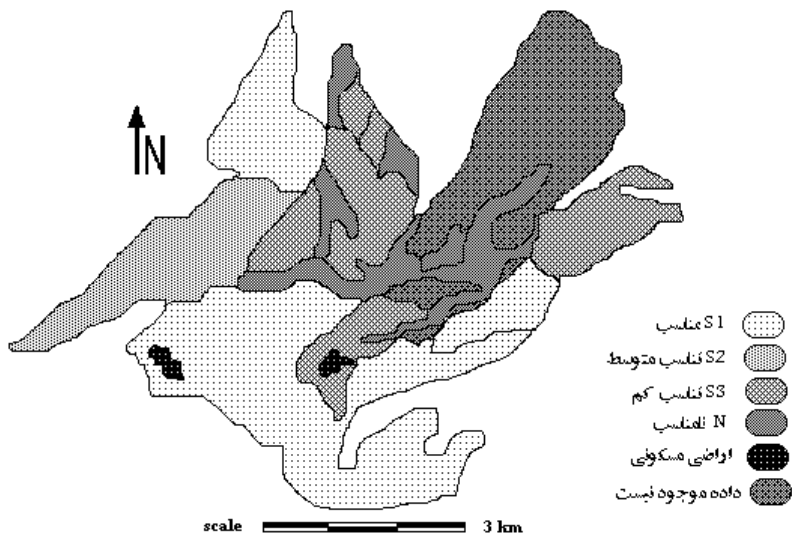 N
مناسب S1
تناسب متوسط S2
تناسب کم S3
نامناسب N
اراضی مسکونی
داده موجود نیست
scale 3 km